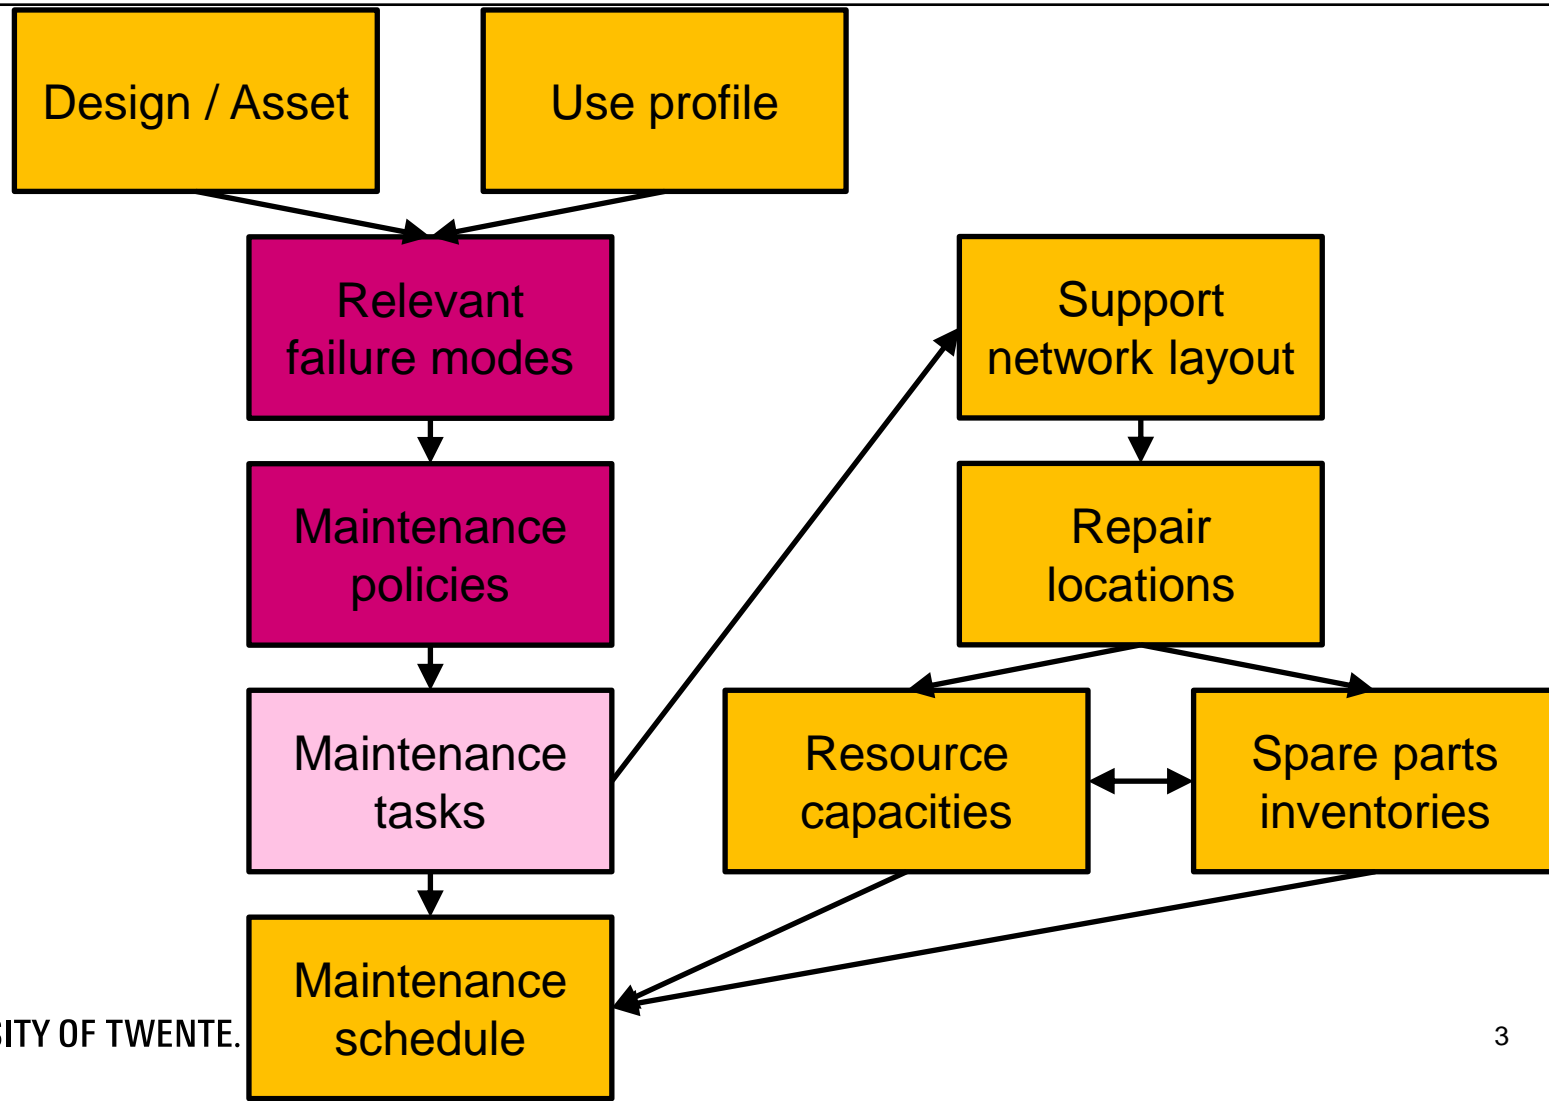 Design / Asset
Use profile
Relevant
failure modes
Support
network layout
Maintenance
policies
Repair
locations
Maintenance
tasks
Resource
capacities
Spare parts
inventories
Maintenance
schedule
SITY OF TWENTE.
3